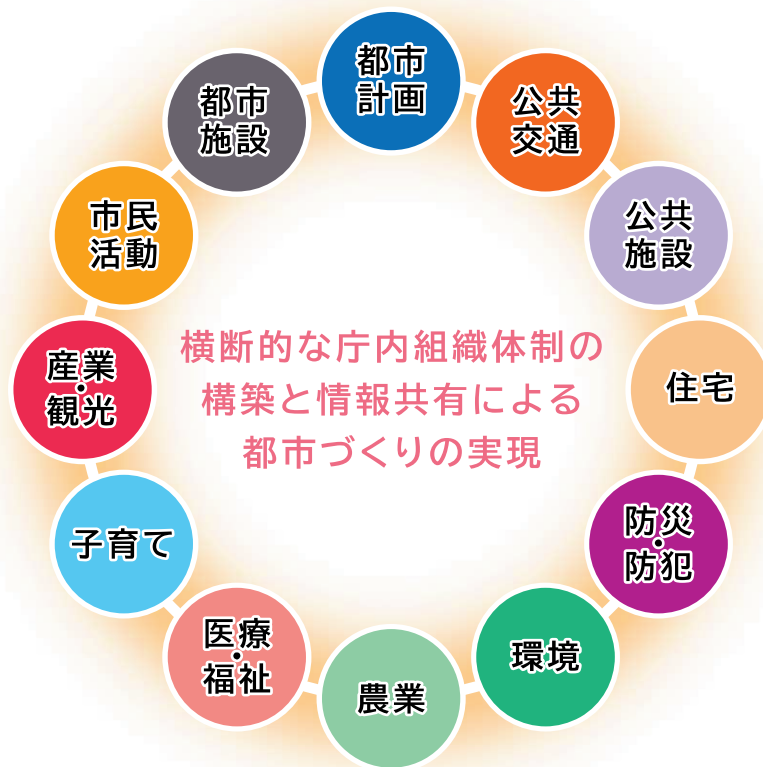 都市
計画
公共
交通
公共
施設
住宅
防災
・
防犯
環境
農業
医療
・
福祉
子育て
産業
・
観光
市民
活動
都市
施設
横断的な庁内組織体制の
構築と情報共有による
都市づくりの実現